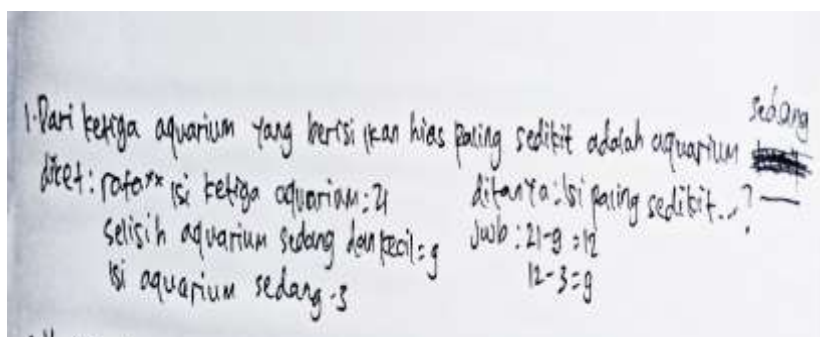 1. Dari ketiga aquarium yang berisi ikan hias paling sedikit adalah aquarium sedang
diket : rata** isi ketiga aquarium : 21 ditanya : isi paling sedikit...?
selisih aquarium sedang dan kecil = 9 jwb : 21-9 = 12
isi aquarium sedang -3 12-3 = 9